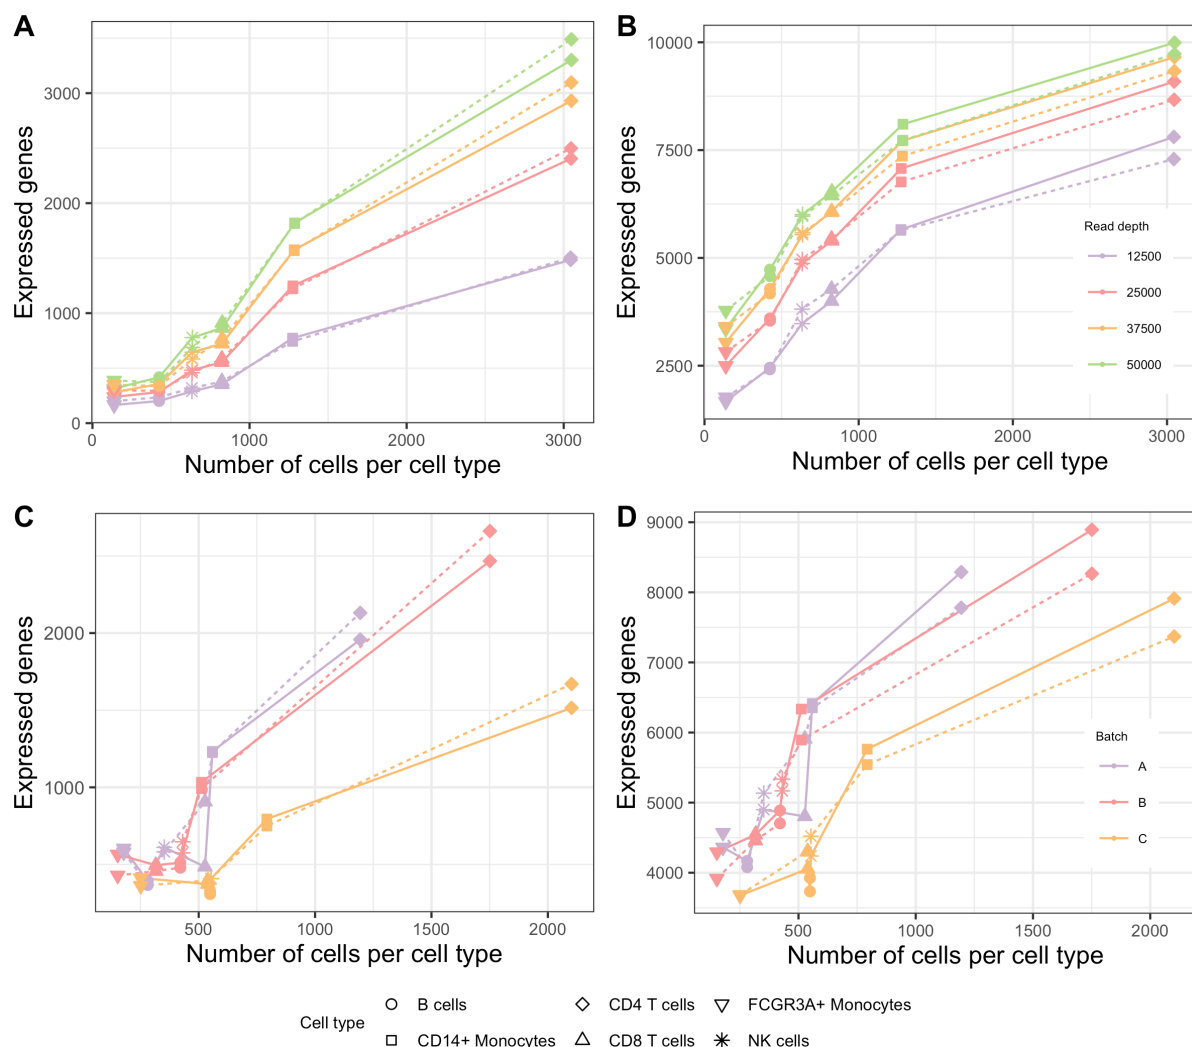 A
Expressed genes
3000
2000
1000
0
0 1000 2000 3000
Number of cells per cell type
B
Expressed genes
10000
7500
5000
2500
0 1000 2000 3000
Number of cells per cell type
Read depth
12500
25000
37500
50000
C
Expressed genes
2000
1000
500 1000 1500 2000
Number of cells per cell type
D
Expressed genes
9000
8000
7000
6000
5000
4000
500 1000 1500 2000
Number of cells per cell type
Batch
A
B
C
Cell type
B cells CD4 T cells FCGR3A+ Monocytes
CD14+ Monocytes CD8 T cells NK cells